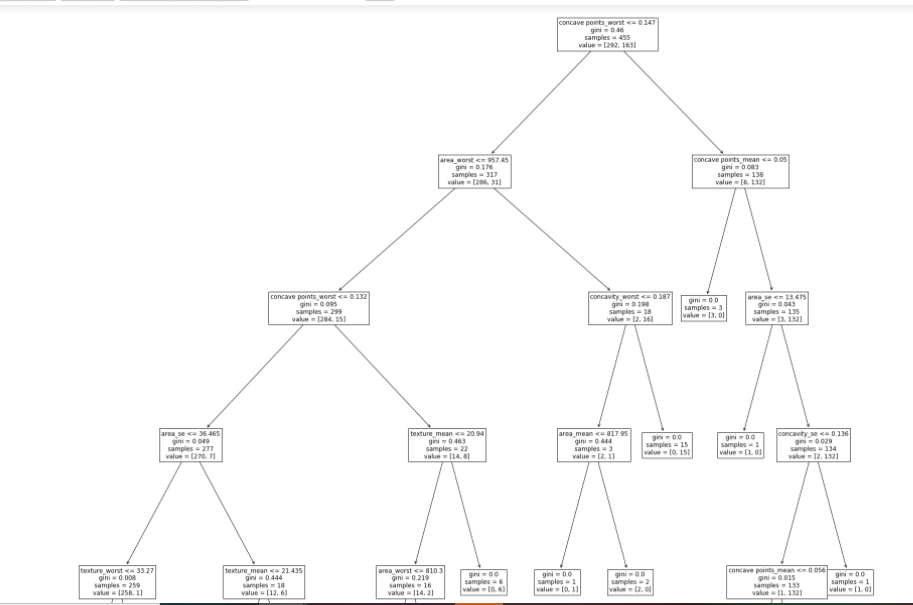 concave points_worst <= 0.147
gini = 0.46
samples = 455
value = [292, 163]
area_worst <= 957.45
gini = 0.176
samples = 317
value = [286, 31]
concave points_mean <= 0.05
gini = 0.083
samples = 138
value = [6, 132]
concave points_worst <= 0.132
gini = 0.095
samples = 299
value = [284, 15]
concavity_worst <= 0.187
gini = 0.198
samples = 18
value = [2, 16]
gini = 0.0
samples = 3
value = [3, 0]
area_se <= 13.475
gini = 0.043
samples = 135
value = [3, 132]
area_se <= 36.465
gini = 0.049
samples = 277
value = [270, 7]
texture_mean <= 20.94
gini = 0.463
samples = 22
value = [14, 8]
area_mean <= 817.95
gini = 0.444
samples = 3
value = [2, 1]
gini = 0.0
samples = 15
value = [0, 15]
gini = 0.0
samples = 1
value = [1, 0]
concavity_se <= 0.136
gini = 0.029
samples = 134
value = [2, 132]
texture_worst <= 33.27
gini = 0.008
samples = 259
value = [258, 1]
texture_mean <= 21.435
gini = 0.444
samples = 18
value = [12, 6]
area_worst <= 810.3
gini = 0.219
samples = 16
value = [14, 2]
gini = 0.0
samples = 6
value = [0, 6]
gini = 0.0
samples = 1
value = [0, 1]
gini = 0.0
samples = 2
value = [2, 0]
concave points_mean <= 0.056
gini = 0.015
samples = 133
value = [1, 132]
gini = 0.0
samples = 1
value = [1, 0]